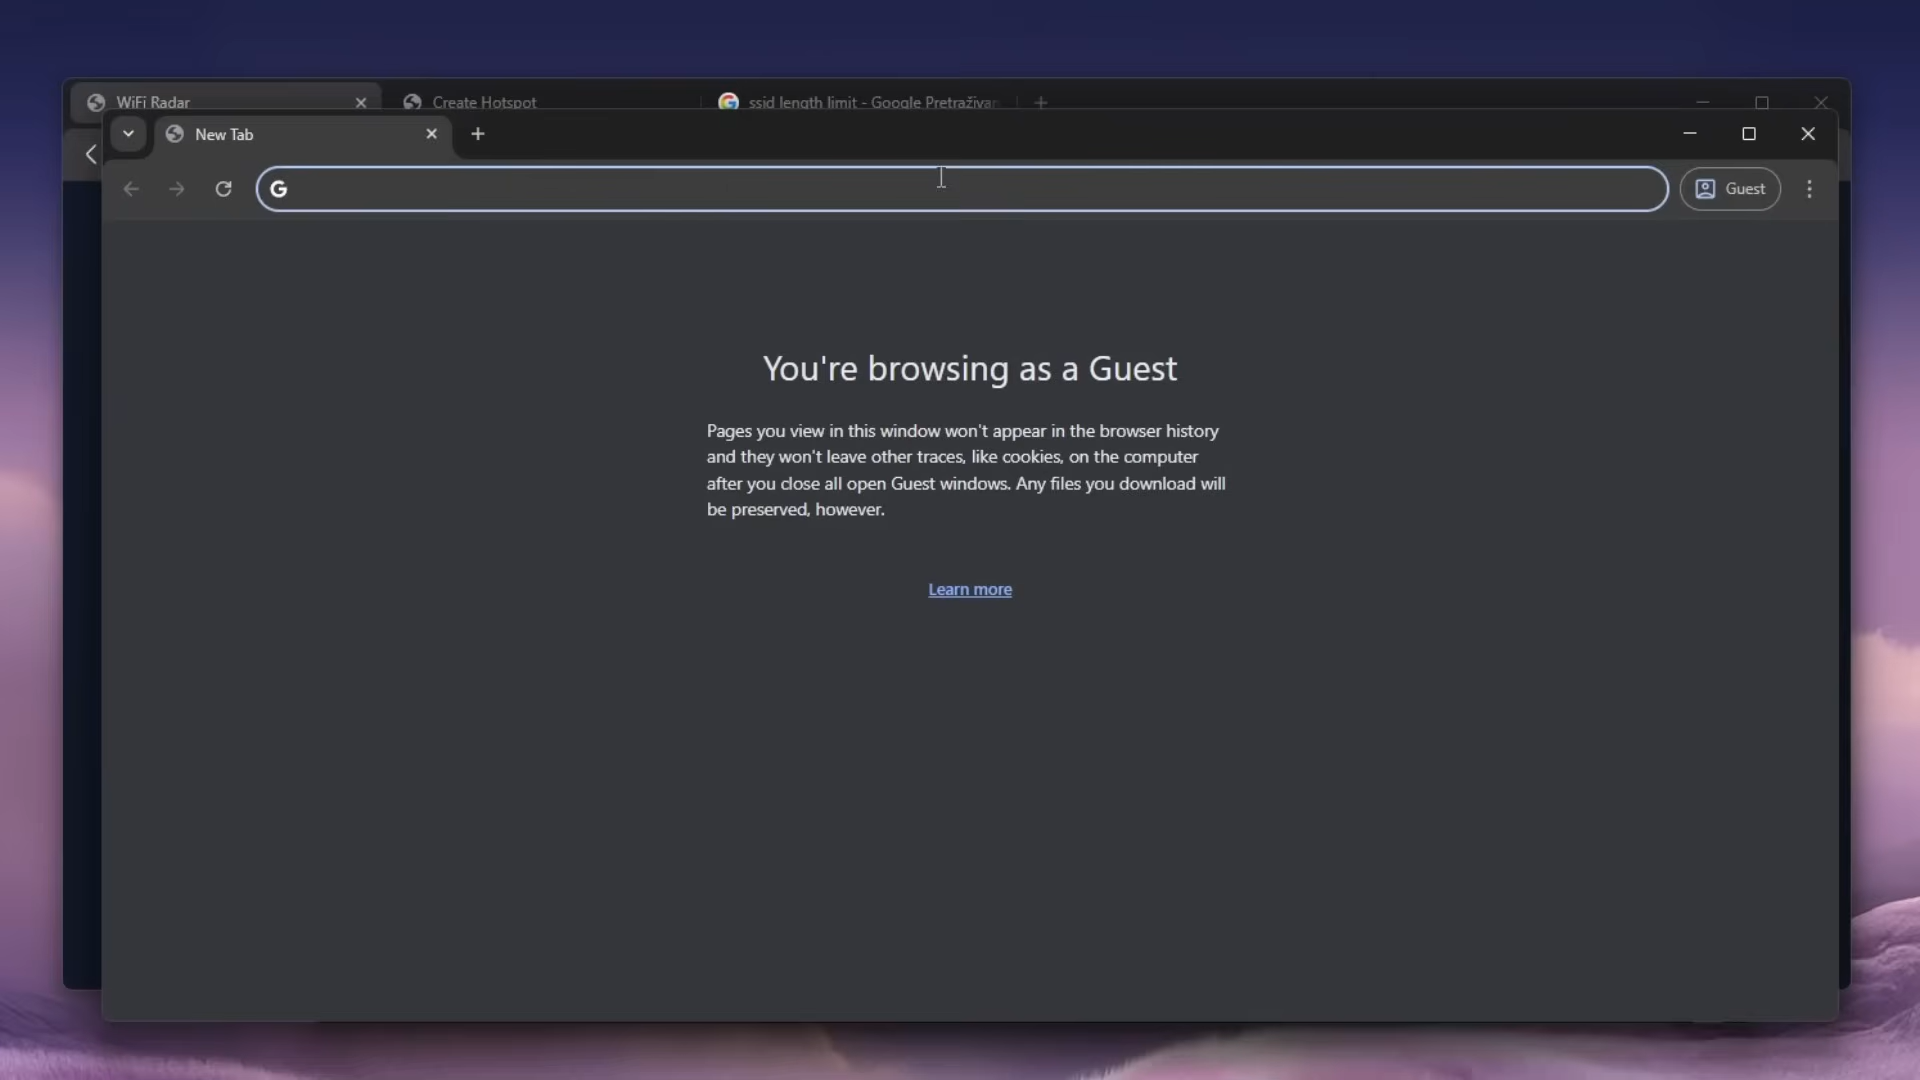 WiFi Radar
Create Hotspot
ssid length limit - Google Pretraživan
New Tab
Guest
You're browsing as a Guest
Pages you view in this window won't appear in the browser history
and they won't leave other traces, like cookies, on the computer
after you close all open Guest windows. Any files you download will
be preserved, however.
Learn more